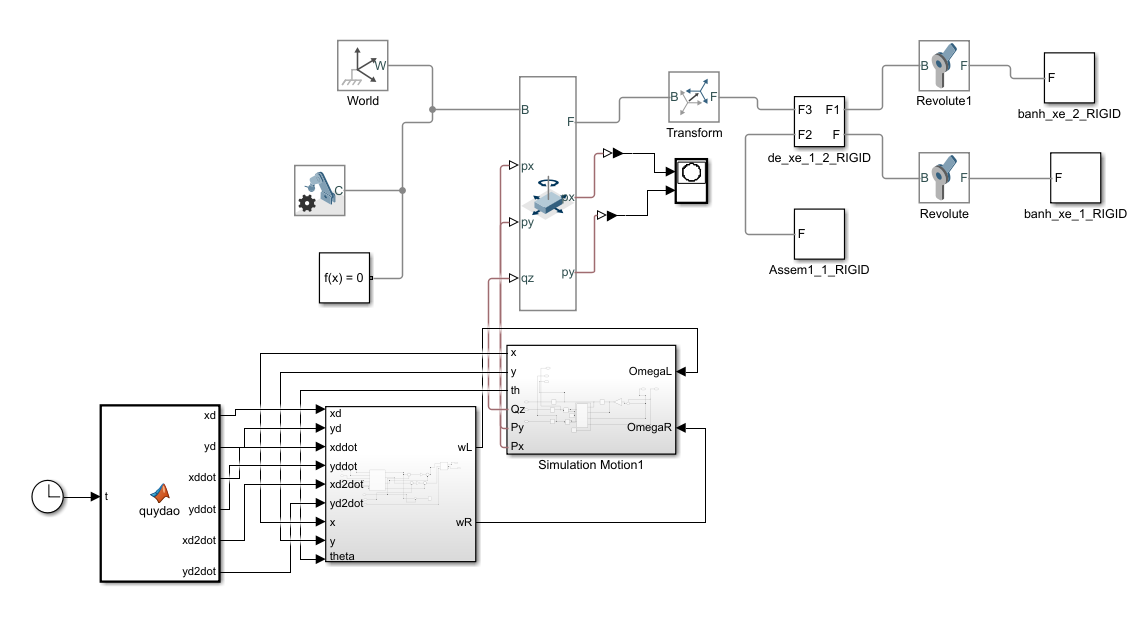 W
World
C
f(x) = 0
B
px
py
qz
F
px
py
B
F
Transform
F3
F1
F2
F
de_xe_1_2_RIGID
F
Assem1_1_RIGID
B
F
Revolute1
F
banh_xe_2_RIGID
B
F
Revolute
F
banh_xe_1_RIGID
x
y
th
Qz
Py
Px
OmegaL
OmegaR
Simulation Motion1
t
quydao
xd
yd
xddot
yddot
xd2dot
yd2dot
xd
yd
xddot
yddot
xd2dot
yd2dot
x
y
theta
wL
wR